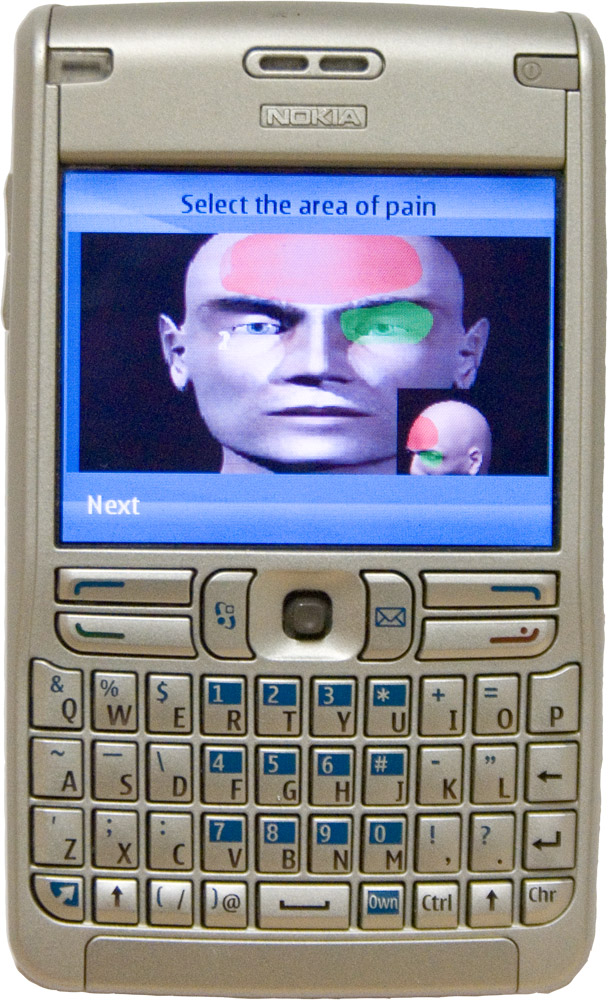 NOKIA
Select the area of pain
Next
& Q % W $ E 1 R 2 T 3 Y * U + I = O P
~ A — S \ D 4 F 5 G 6 H # J - K " L ←
' Z ; X : C 7 V 8 B 9 N 0 M ! , ? . ↵
↑ ( / ) @ Own Ctrl ↑ Chr